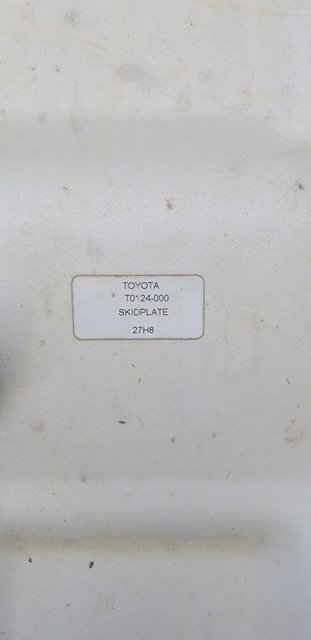 TOYOTA
T0124-000
SKIDPLATE
27H8